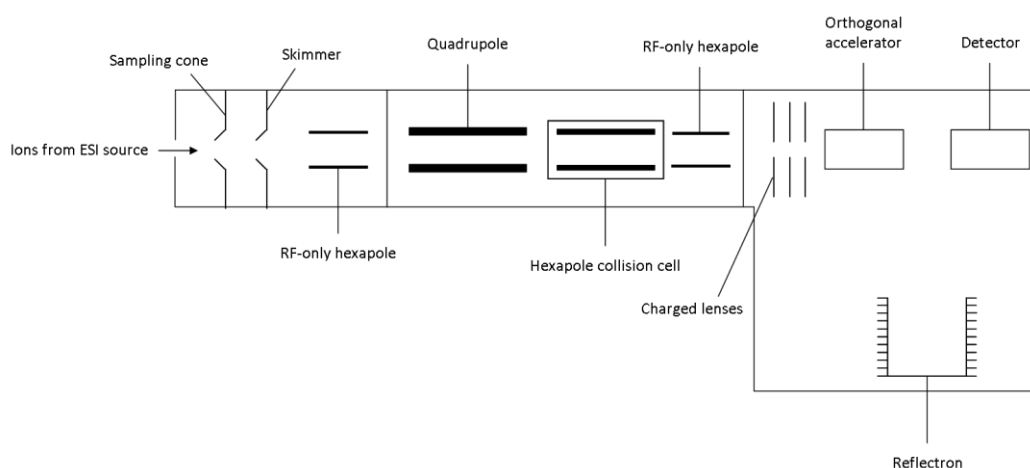 Orthogonal
accelerator
Detector
Quadrupole
RF-only hexapole
Skimmer
Sampling cone
Ions from ESI source
RF-only hexapole
Hexapole collision cell
Charged lenses
Reflectron